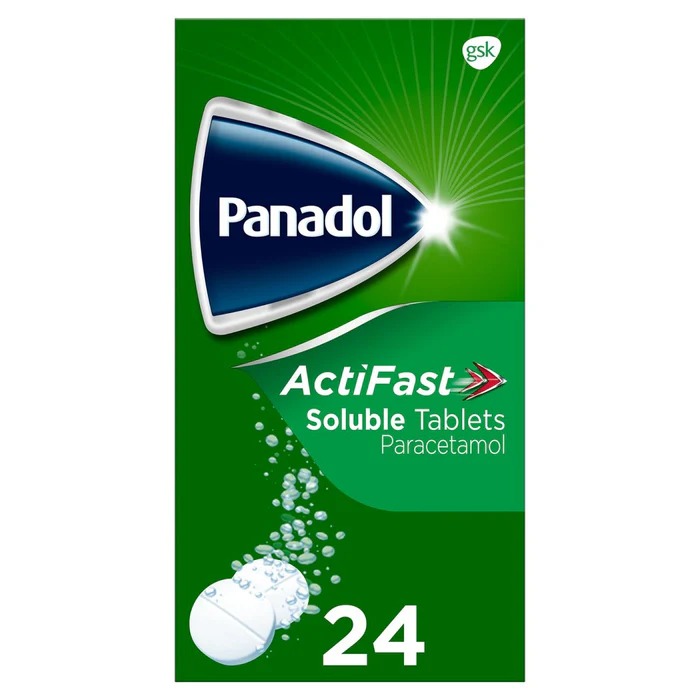 gsk
Panadol
ActiFast
Soluble Tablets
Paracetamol
24